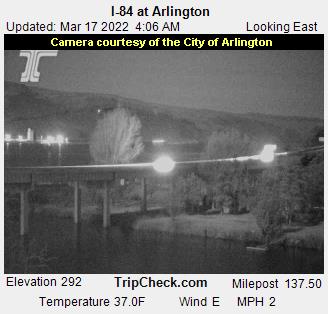 I-84 at Arlington
Updated: Mar 17 2022 4:06 AM Looking East
Camera courtesy of the City of Arlington
Elevation 292 TripCheck.com Milepost 137.50
Temperature 37.0F Wind E MPH 2